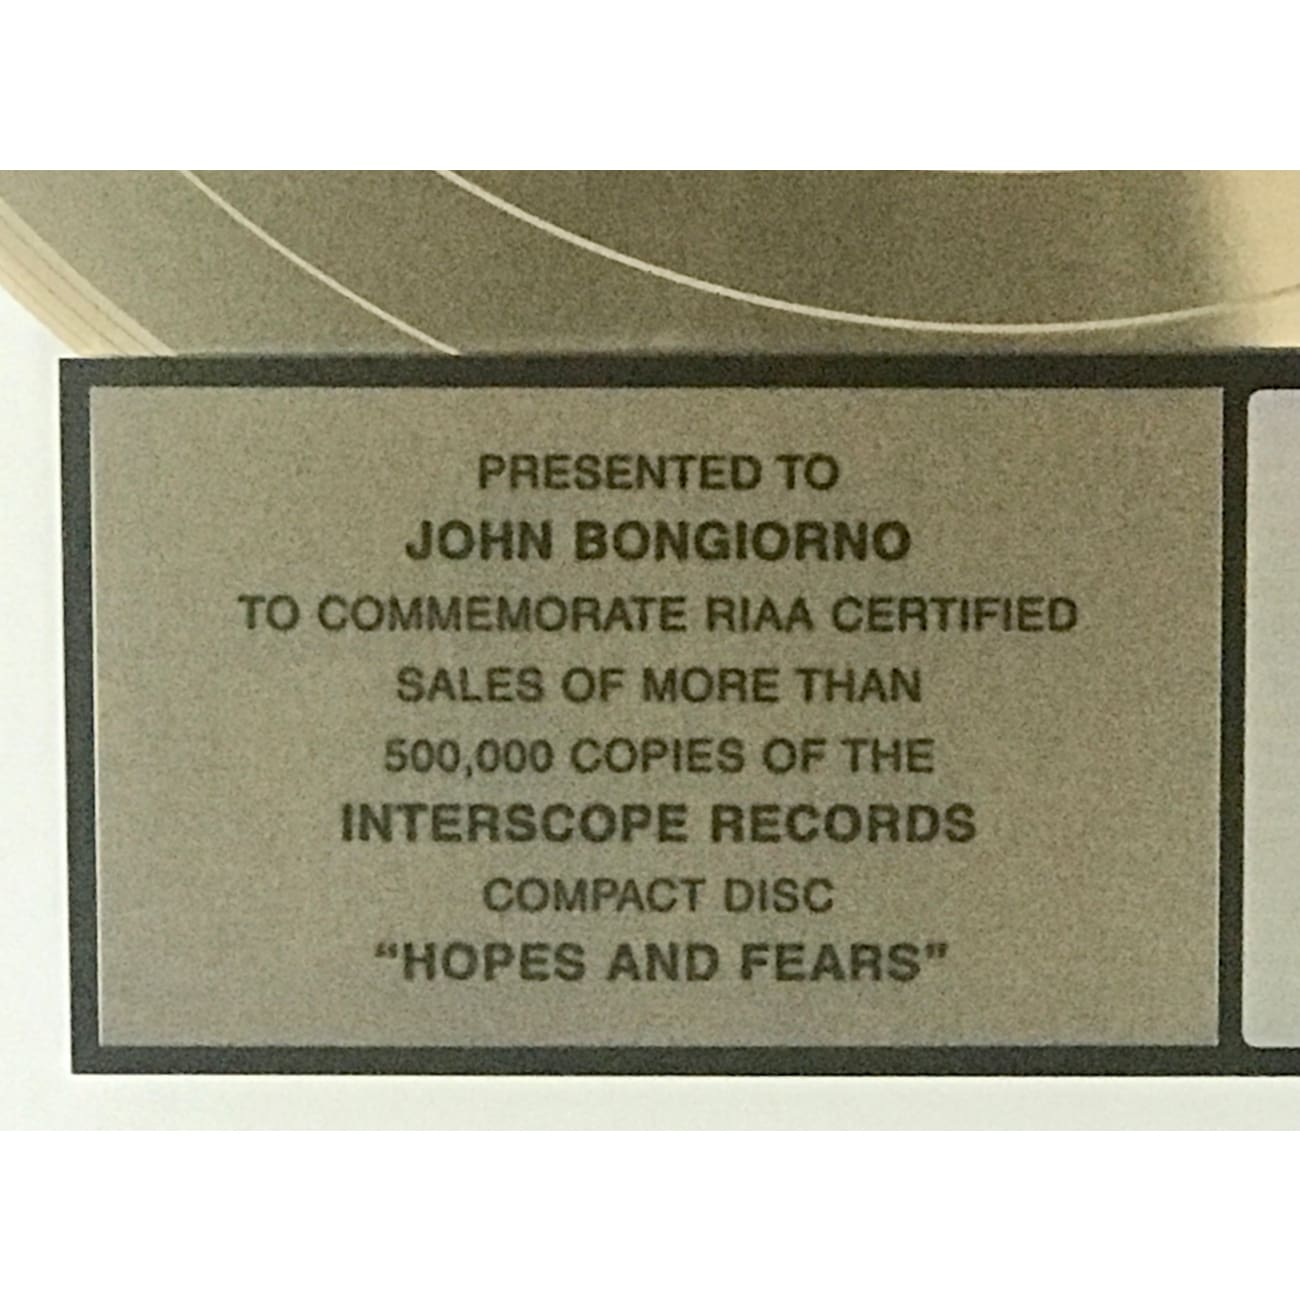 PRESENTED TO
JOHN BONGIORNO
TO COMMEMORATE RIAA CERTIFIED
SALES OF MORE THAN
500,000 COPIES OF THE
INTERSCOPE RECORDS
COMPACT DISC
“HOPES AND FEARS”